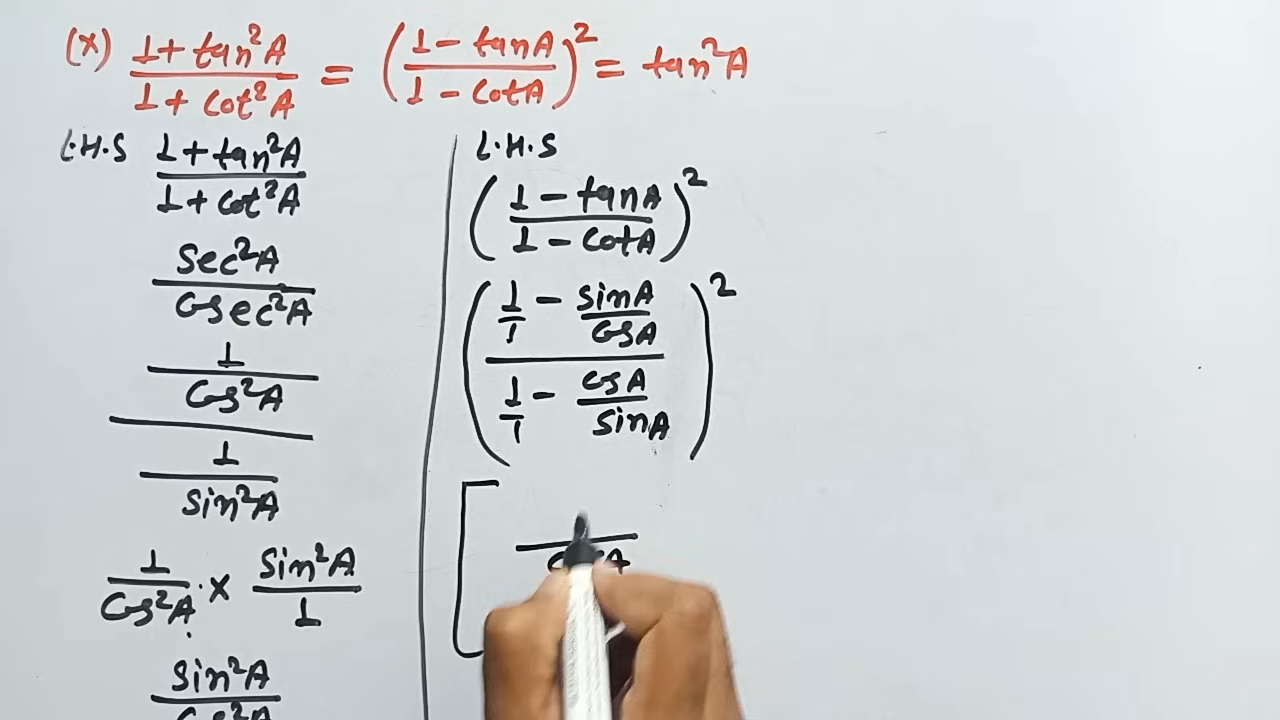 (x) 1 + tan²A / 1 + cot²A = (1 - tanA / 1 - cotA)² = tan²A
L.H.S 1 + tan²A / 1 + cot²A
sec²A / cosec²A
1 / cos²A / 1 / sin²A
1 / cos²A × sin²A / 1
sin²A / cos²A
L.H.S
(1 - tanA / 1 - cotA)²
(1/1 - sinA/cosA / 1/1 - cosA/sinA)²
[